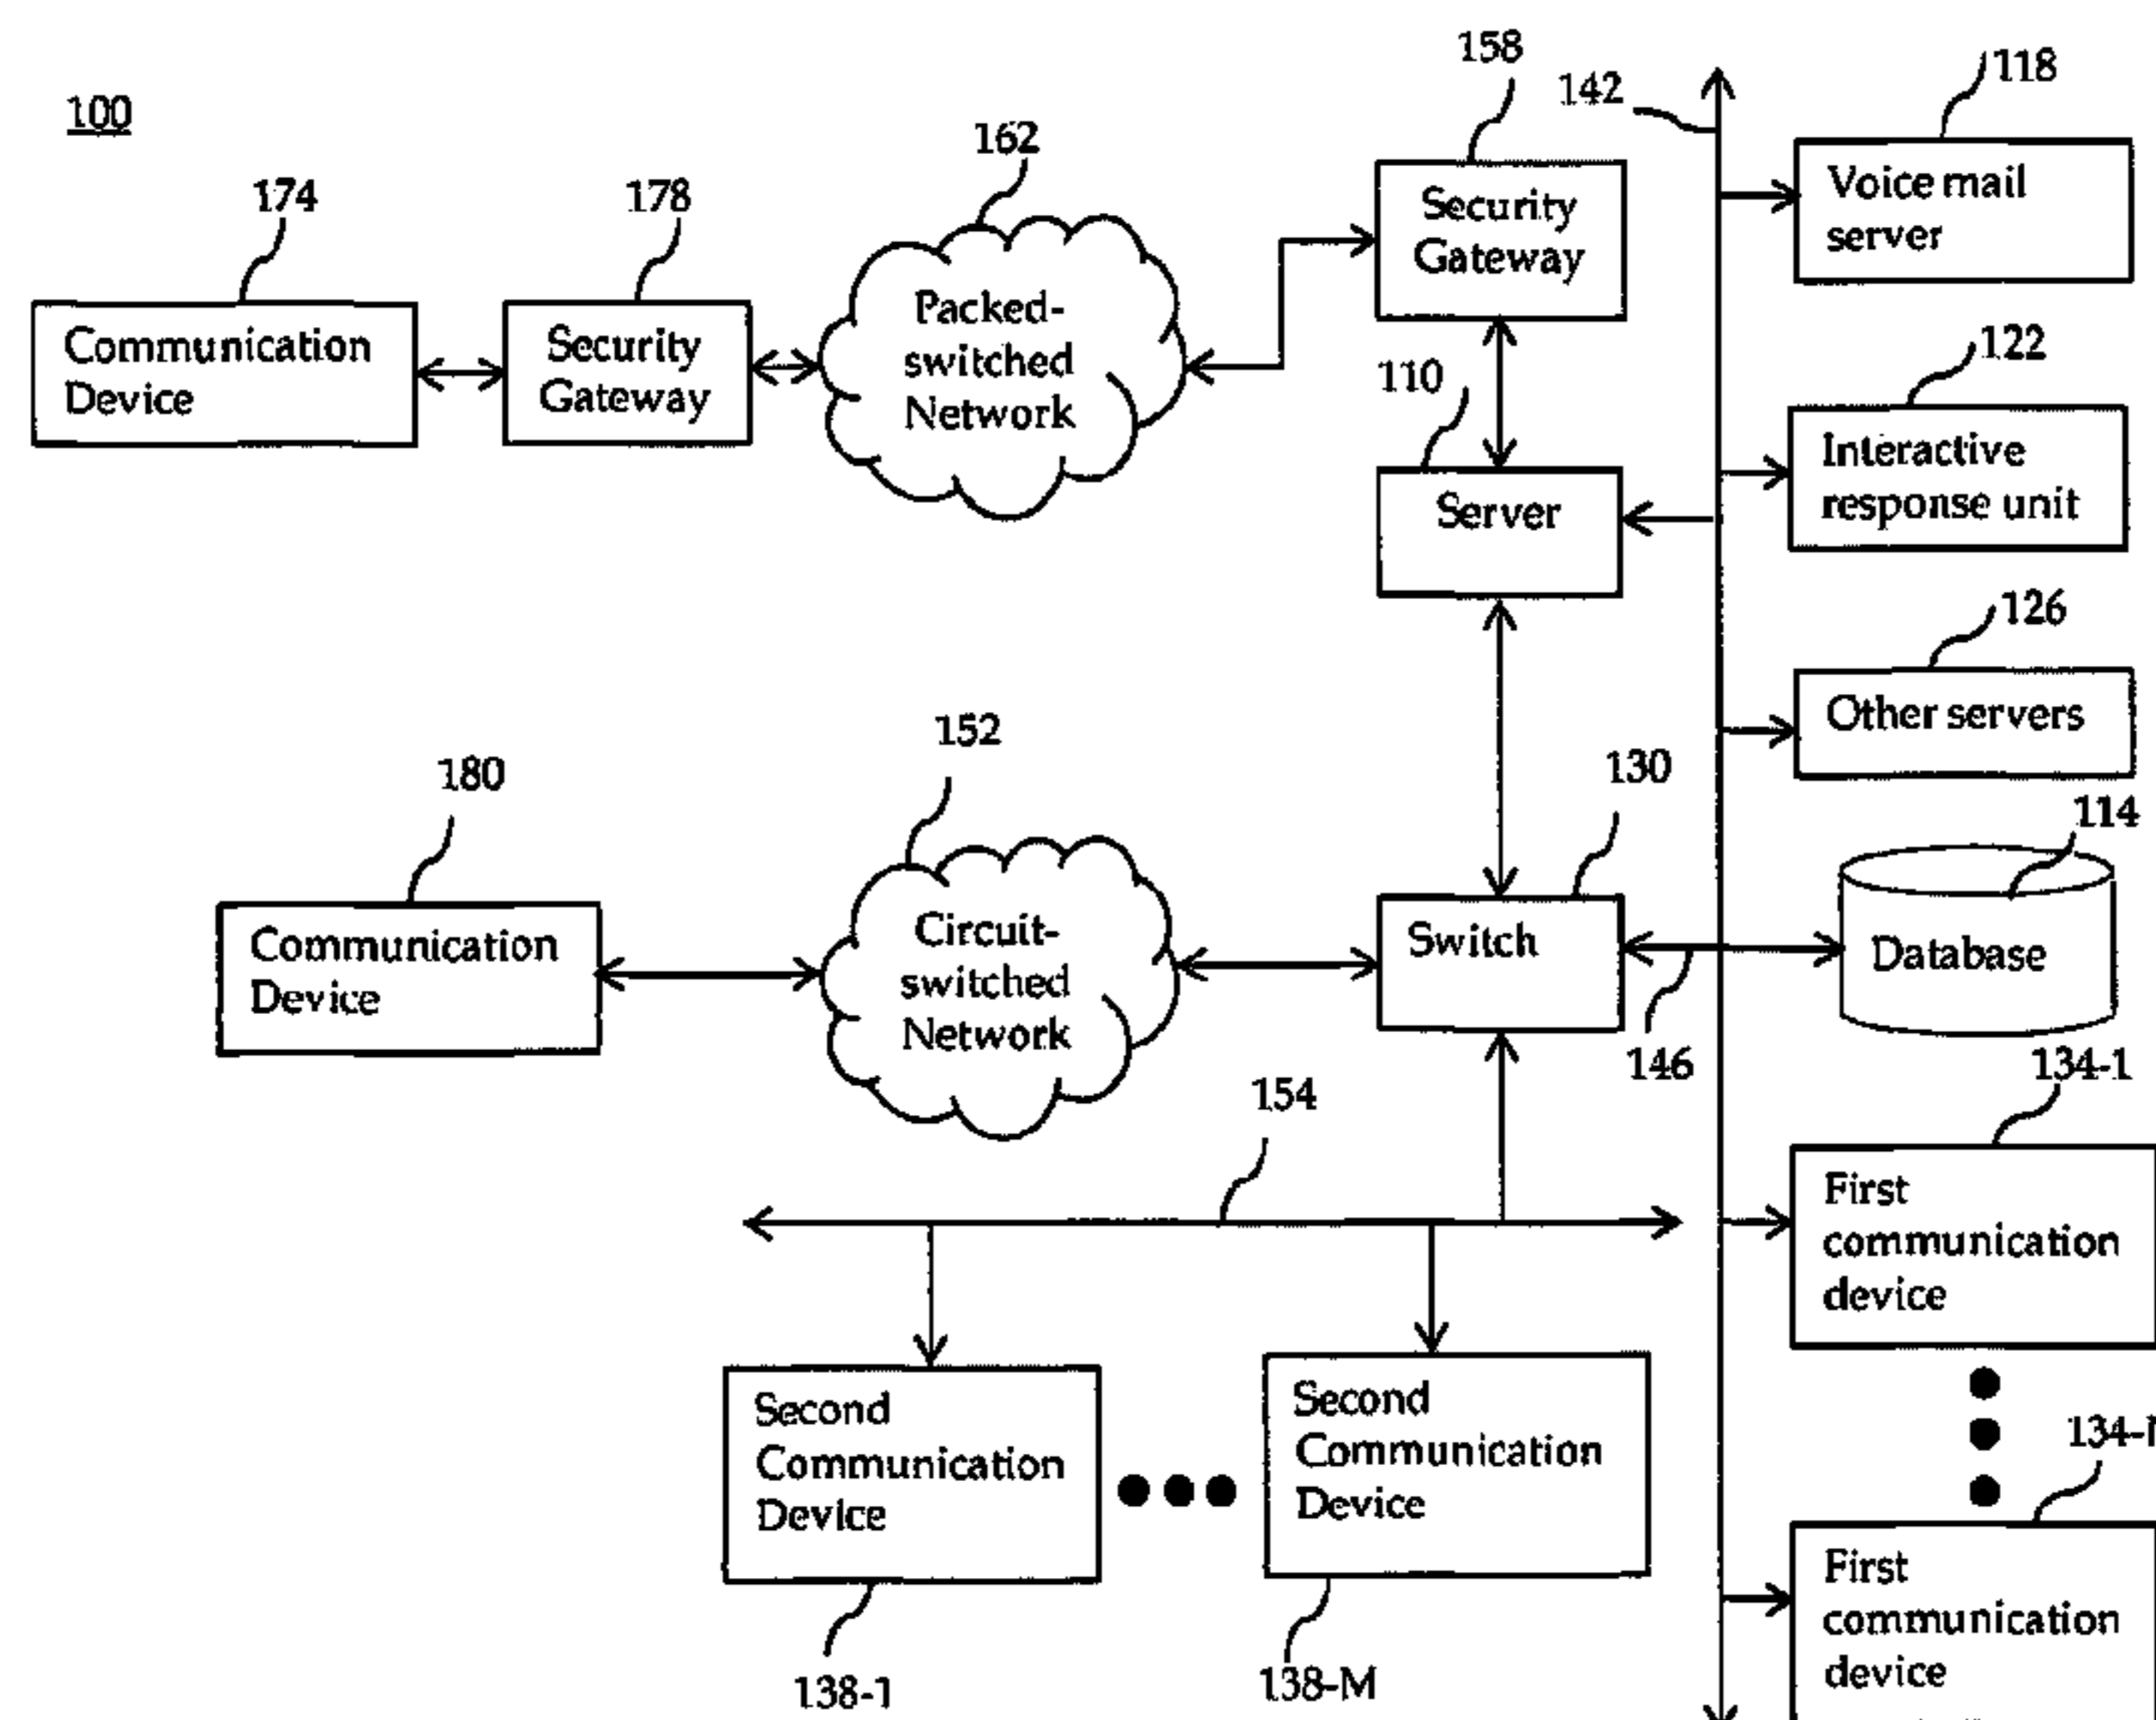 100
174
Communication
Device
178
Security
Gateway
162
Packed-
switched
Network
158
Security
Gateway
142
110
Server
118
Voice mail
server
122
Interactive
response unit
126
Other servers
180
Communication
Device
152
Circuit-
switched
Network
130
Switch
146
114
Database
154
134-1
First
communication
device
First
communication
device
Second
Communication
Device
138-1
Second
Communication
Device
138-M